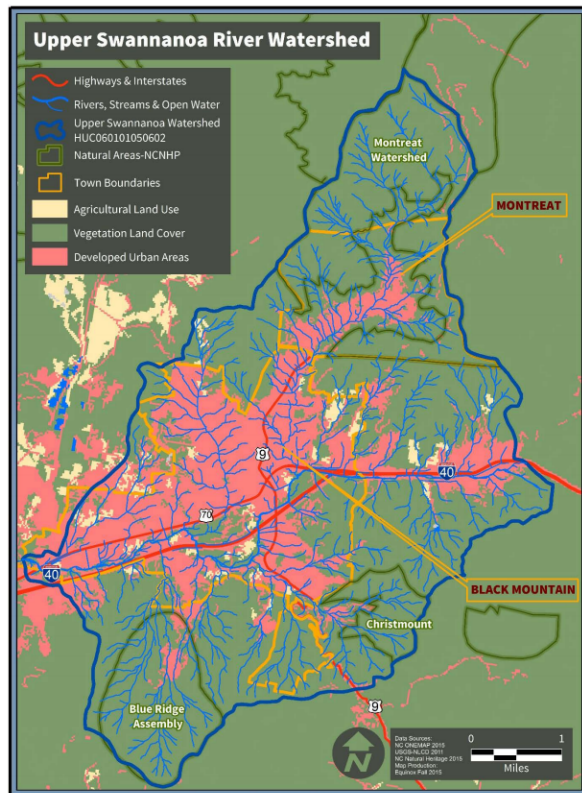 Upper Swannanoa River Watershed
Highways & Interstates
Rivers, Streams & Open Water
Upper Swannanoa Watershed
HUC060101050602
Natural Areas-NCNHP
Town Boundaries
Agricultural Land Use
Vegetation Land Cover
Developed Urban Areas
Montreat
Watershed
MONTREAT
9
40
70
40
BLACK MOUNTAIN
Christmount
Blue Ridge
Assembly
9
N
Data Sources:
NC ONEMAP 2015
USGS-NLCD 2011
NC Natural Heritage 2015
Map Production:
Equinox Fall 2015
0 1
Miles